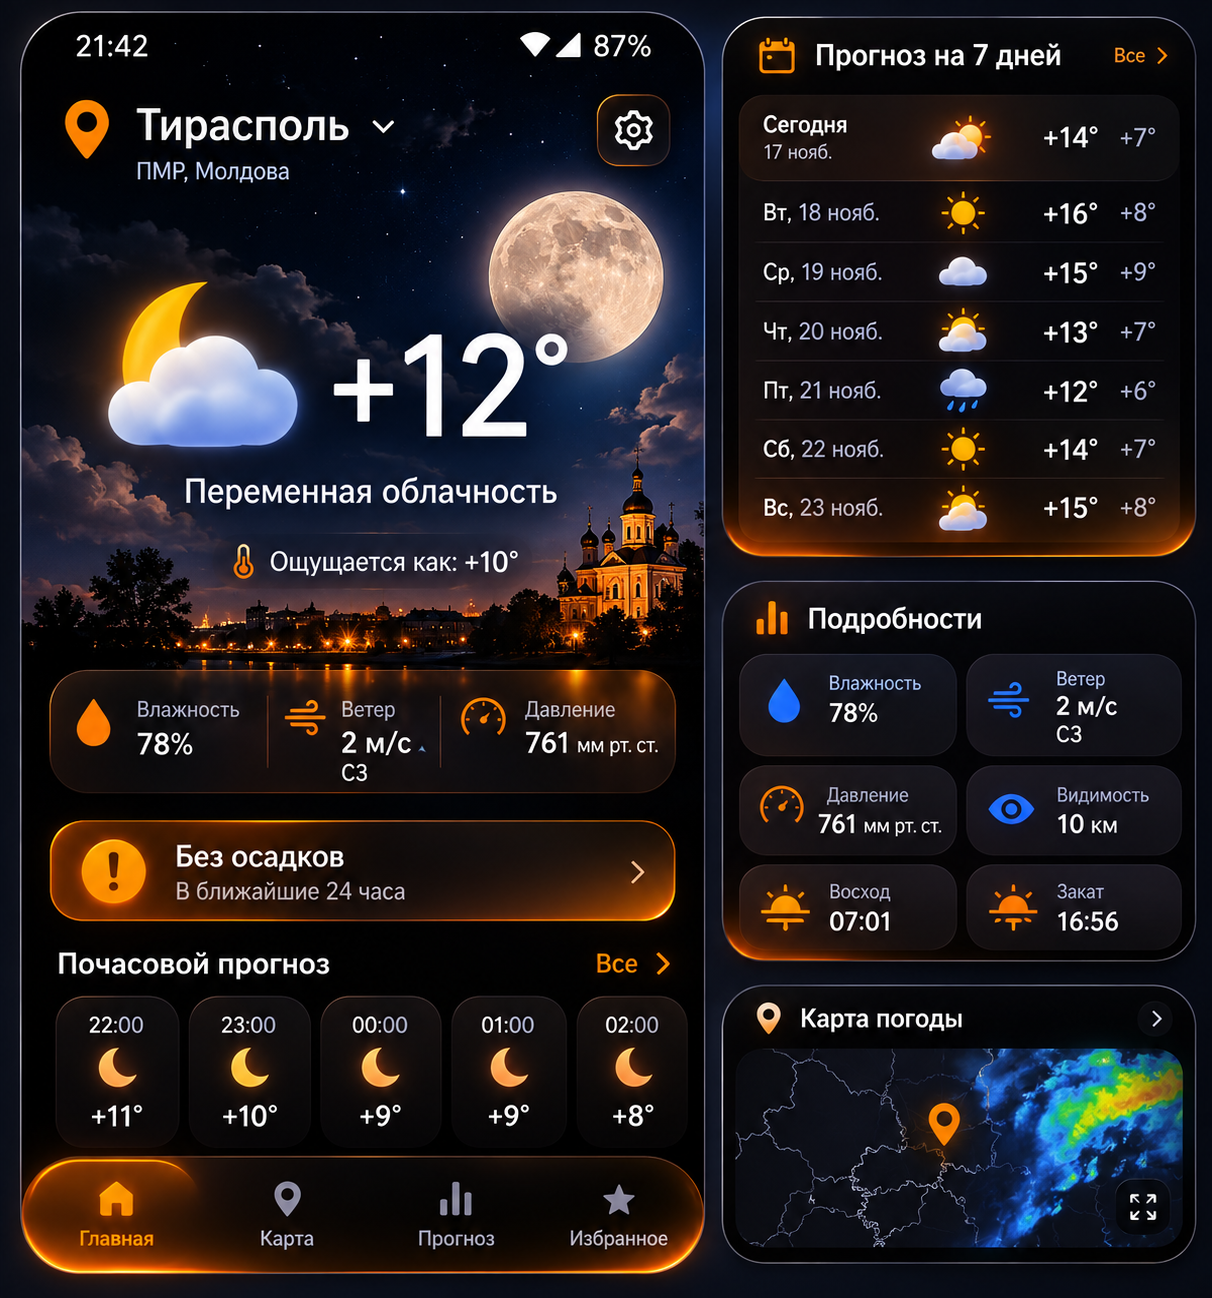 21:42
87%
Тирасполь
ПМР, Молдова
+12°
Переменная облачность
Ощущается как: +10°
Влажность
78%
Ветер
2 м/с
СЗ
Давление
761 мм рт. ст.
Без осадков
В ближайшие 24 часа
Почасовой прогноз
Все
22:00
23:00
00:00
01:00
02:00
+11°
+10°
+9°
+9°
+8°
Главная
Карта
Прогноз
Избранное
Прогноз на 7 дней
Все
Сегодня
17 нояб.
+14° +7°
Вт, 18 нояб. +16° +8°
Ср, 19 нояб. +15° +9°
Чт, 20 нояб. +13° +7°
Пт, 21 нояб. +12° +6°
Сб, 22 нояб. +14° +7°
Вс, 23 нояб. +15° +8°
Подробности
Влажность
78%
Ветер
2 м/с
СЗ
Давление
761 мм рт. ст.
Видимость
10 км
Восход
07:01
Закат
16:56
Карта погоды